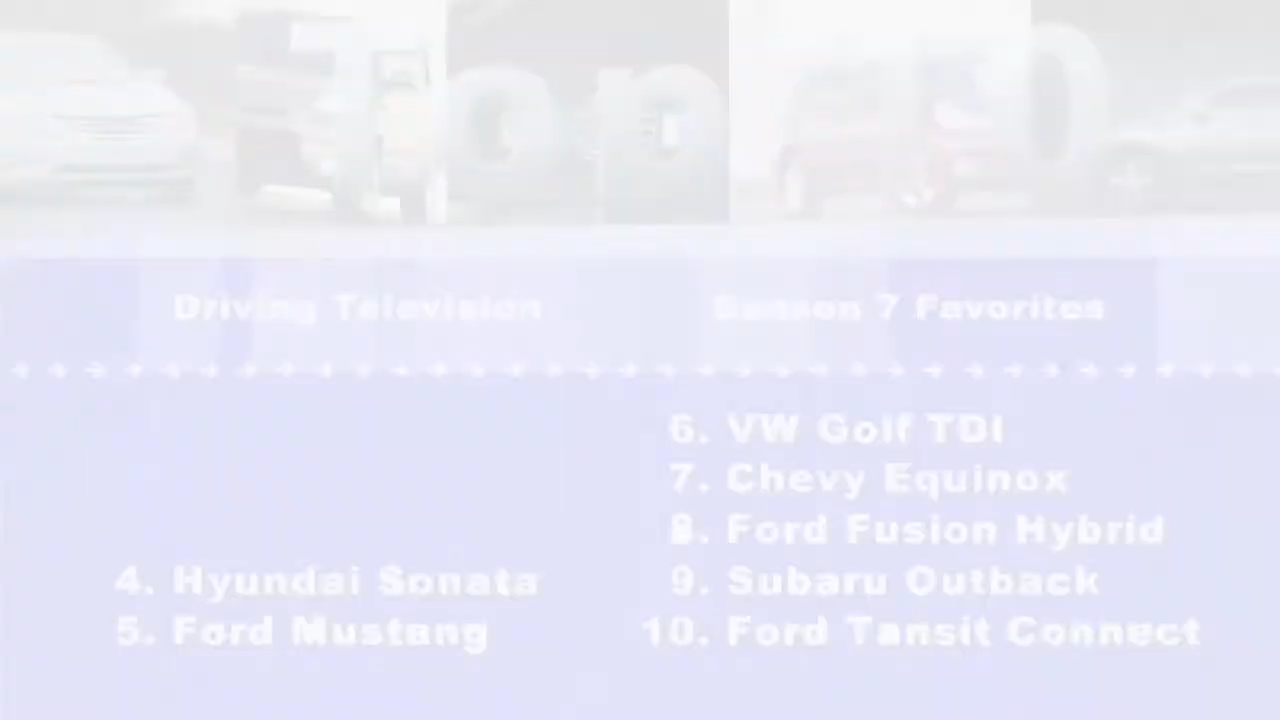 Top 10
Driving Television
Season 7 Favorites
4. Hyundai Sonata
5. Ford Mustang
6. VW Golf TDI
7. Chevy Equinox
8. Ford Fusion Hybrid
9. Subaru Outback
10. Ford Tansit Connect